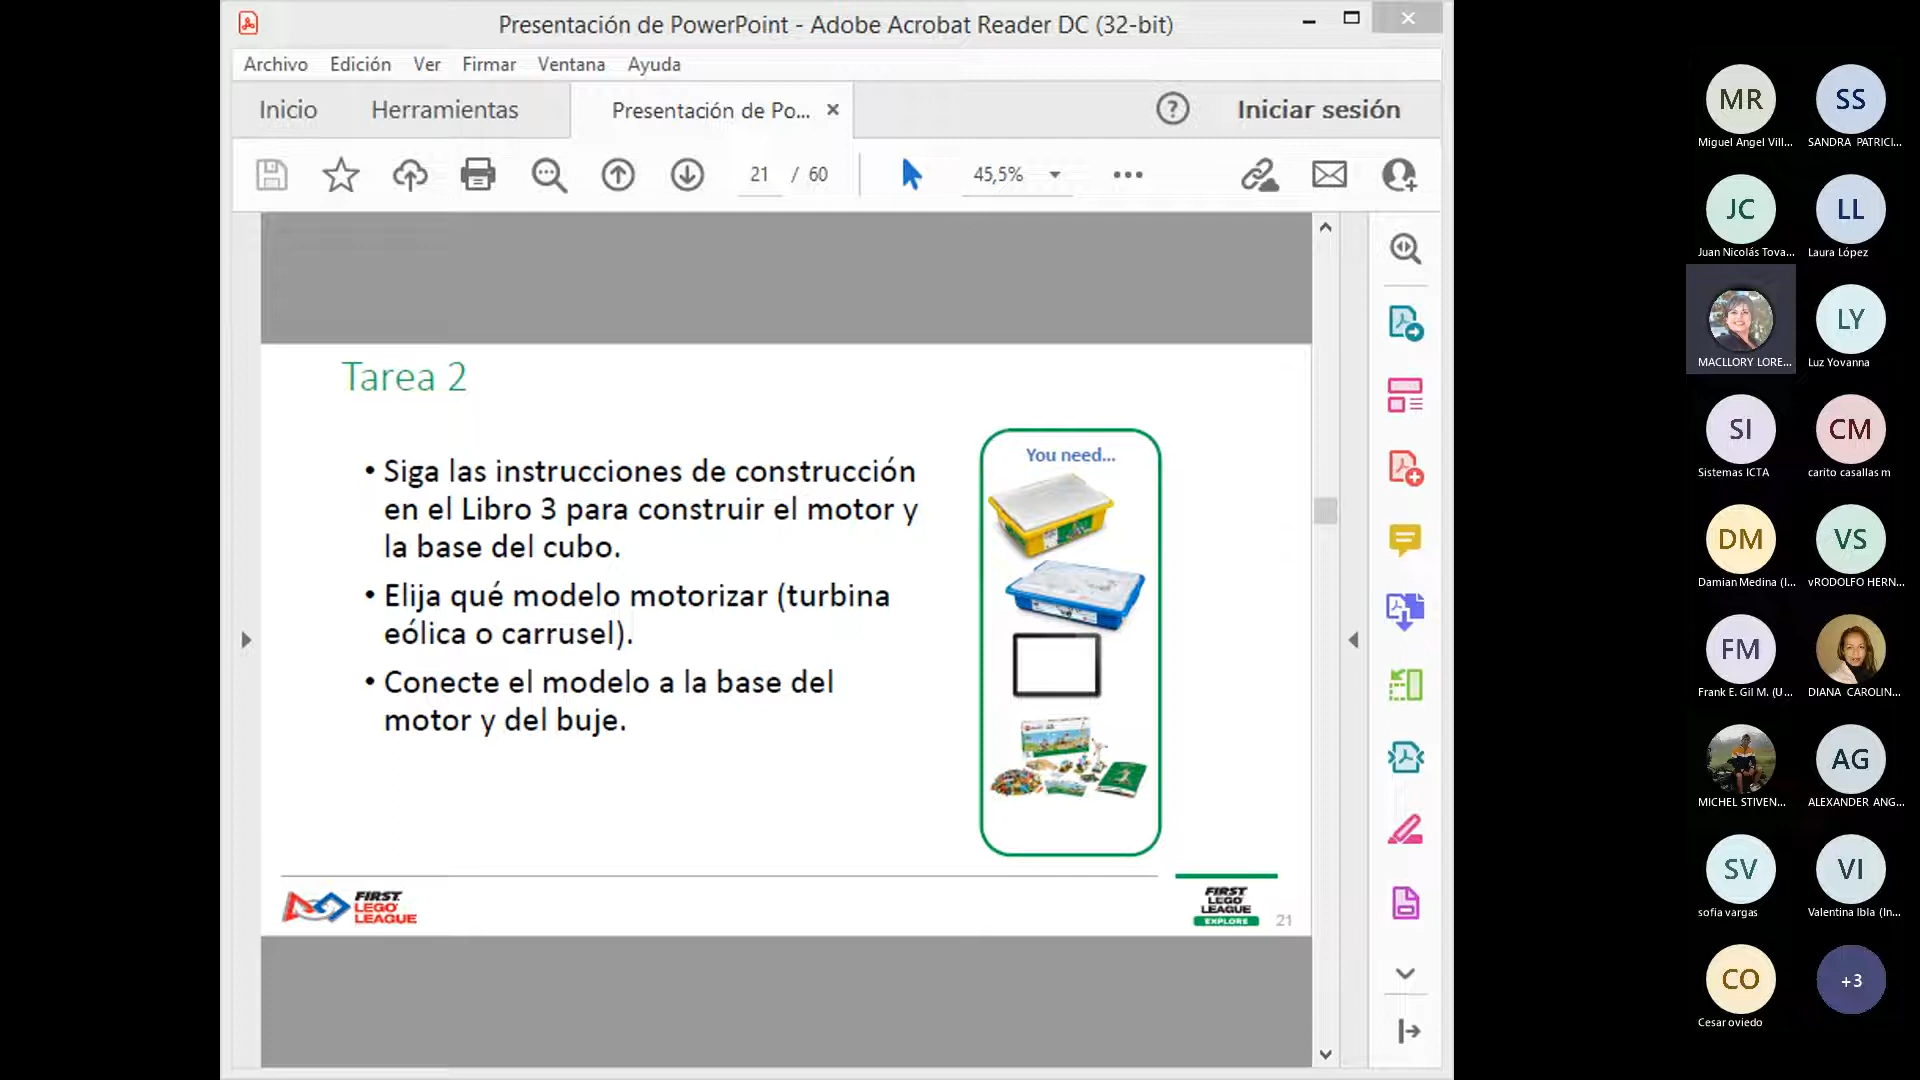 Presentación de PowerPoint - Adobe Acrobat Reader DC (32-bit)
Archivo Edición Ver Firmar Ventana Ayuda
Inicio Herramientas Presentación de Po... Iniciar sesión
21 / 60 45,5%
Tarea 2
• Siga las instrucciones de construcción
en el Libro 3 para construir el motor y
la base del cubo.
• Elija qué modelo motorizar (turbina
eólica o carrusel).
• Conecte el modelo a la base del
motor y del buje.
You need...
FIRST
LEGO
LEAGUE
FIRST
LEGO
LEAGUE
EXPLORE
21
MR SS
Miguel Angel Vill... SANDRA PATRICI...
JC LL
Juan Nicolás Tova... Laura López
LY
MACLLORY LORE... Luz Yovanna
SI CM
Sistemas ICTA carito casallas m
DM VS
Damian Medina (I... vRODOLFO HERN...
FM
Frank E. Gil M. (U... DIANA CAROLIN...
AG
MICHEL STIVEN... ALEXANDER ANG...
SV VI
sofia vargas Valentina Ibla (In...
CO +3
Cesar oviedo